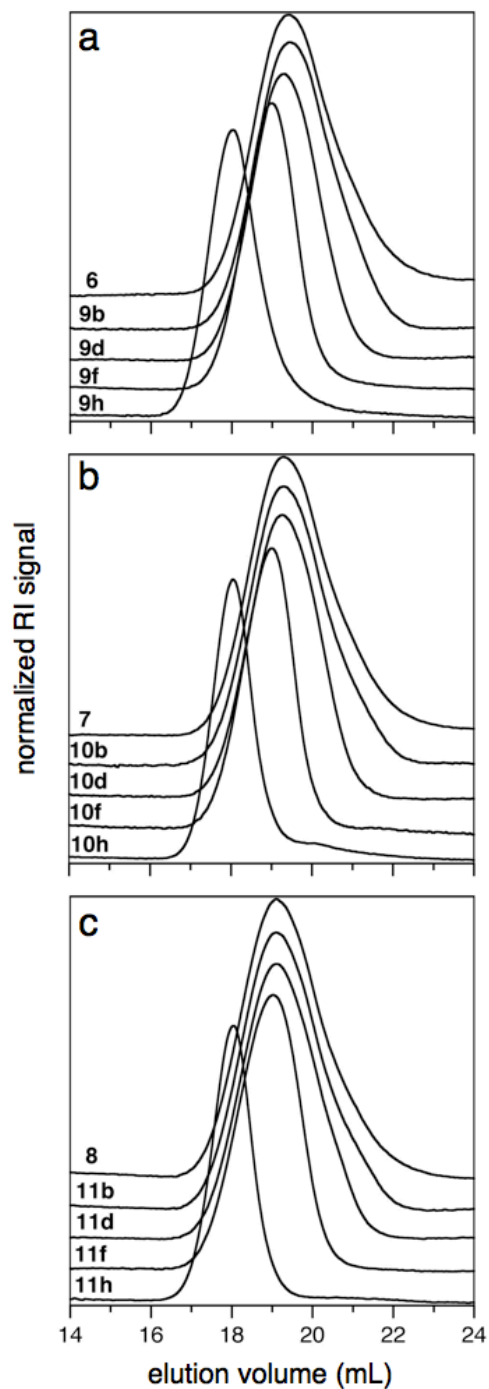 a
6
9b
9d
9f
9h
b
normalized RI signal
7
10b
10d
10f
10h
c
8
11b
11d
11f
11h
14 16 18 20 22 24
elution volume (mL)